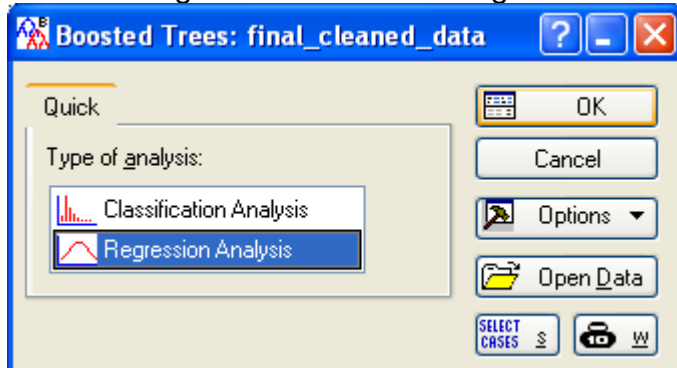 Boosted Trees: final_cleaned_data
Quick
Type of analysis:
Classification Analysis
Regression Analysis
OK
Cancel
Options
Open Data
SELECT CASES S
W